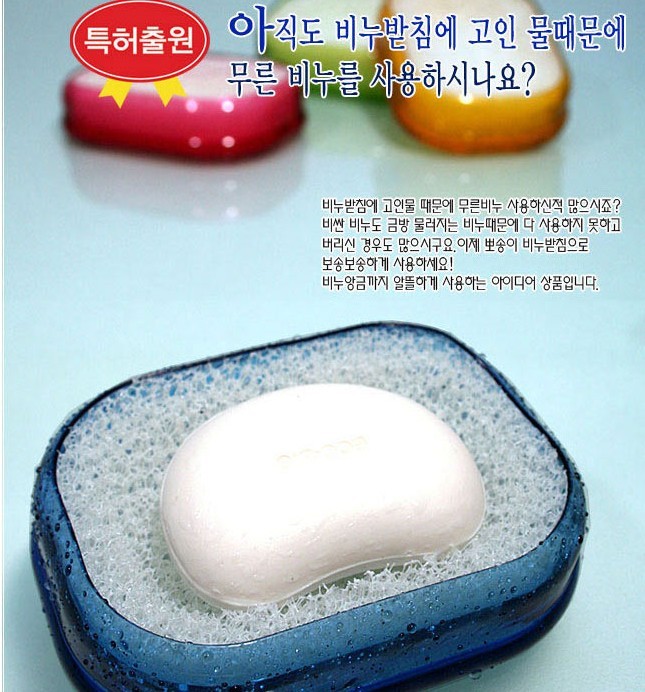 특허출원
아직도 비누받침에 고인 물때문에
무른 비누를 사용하시나요?
비누받침에 고인물 때문에 무른비누 사용하신적 많으시죠?
비싼 비누도 금방 물러지는 비누때문에 다 사용하지 못하고
버리신 경우도 많으시구요.이제 뽀송이 비누받침으로
보송보송하게 사용하세요!
비누앙금까지 알뜰하게 사용하는 아이디어 상품입니다.